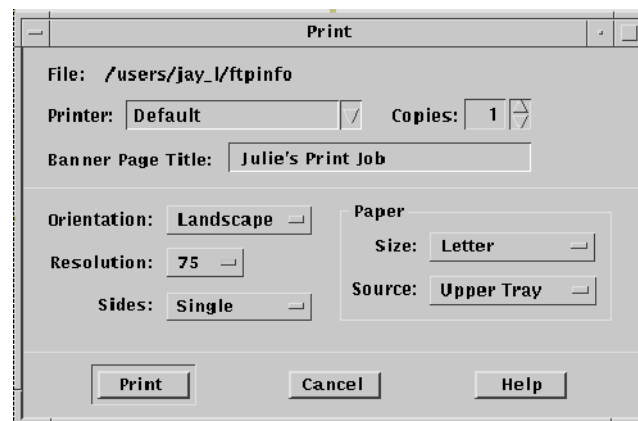 Print
File: /users/jay_l/ftpinfo
Printer: Default Copies: 1
Banner Page Title: Julie's Print Job
Orientation: Landscape
Resolution: 75
Sides: Single
Paper
Size: Letter
Source: Upper Tray
Print Cancel Help